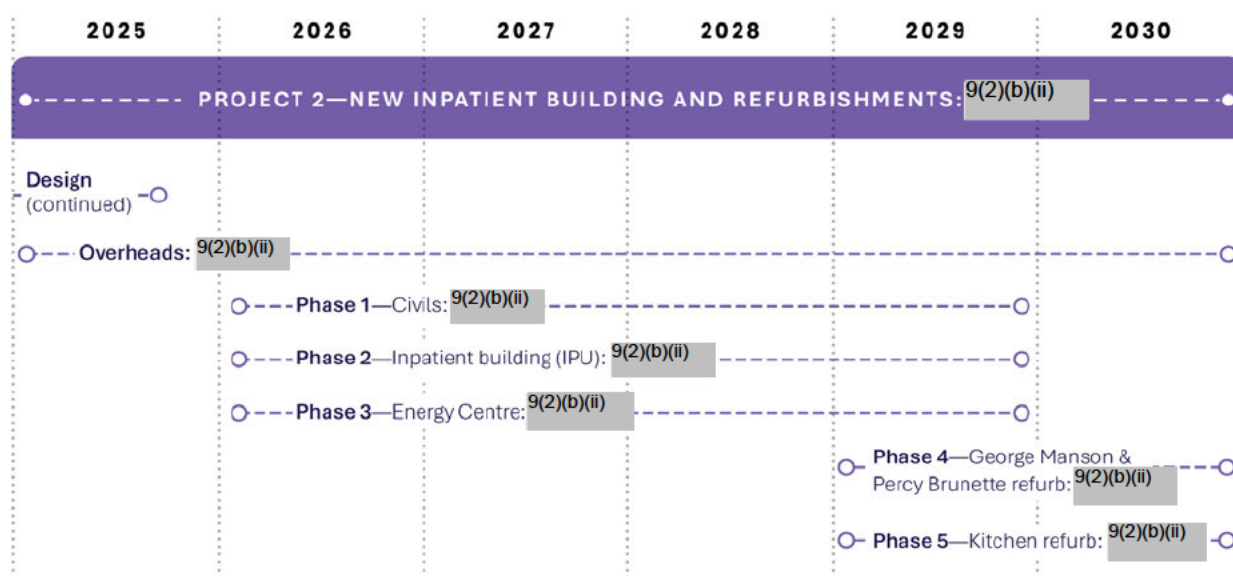 2025 2026 2027 2028 2029 2030
PROJECT 2—NEW INPATIENT BUILDING AND REFURBISHMENTS: 9(2)(b)(ii)
Design
(continued)
Overheads: 9(2)(b)(ii)
Phase 1—Civils: 9(2)(b)(ii)
Phase 2—Inpatient building (IPU): 9(2)(b)(ii)
Phase 3—Energy Centre: 9(2)(b)(ii)
Phase 4—George Manson &
Percy Brunette refurb: 9(2)(b)(ii)
Phase 5—Kitchen refurb: 9(2)(b)(ii)